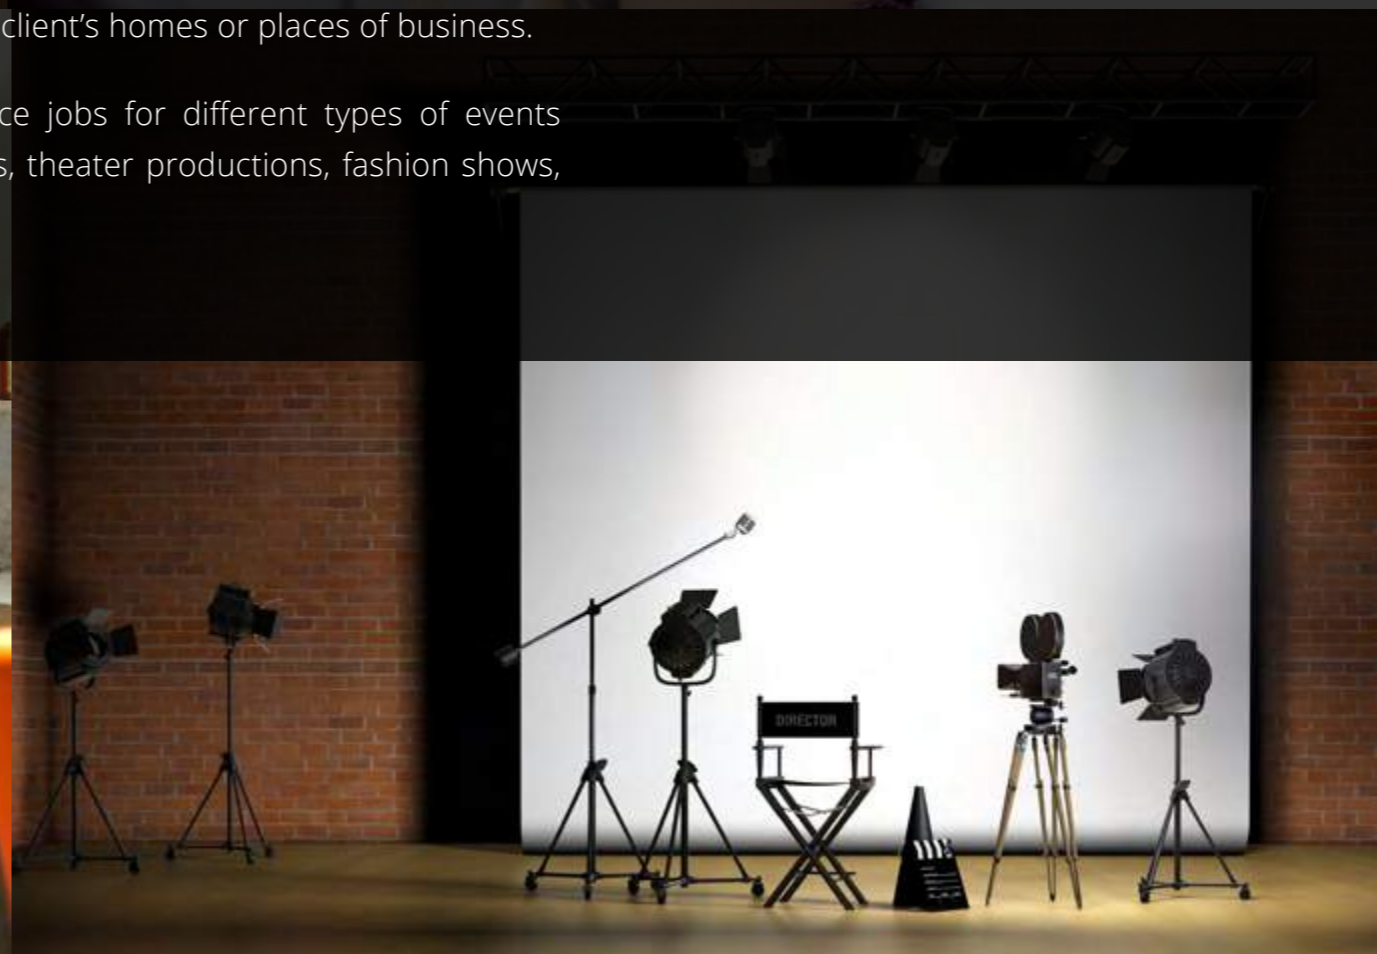 client’s homes or places of business.
ce jobs for different types of events
s, theater productions, fashion shows,
DIRECTOR